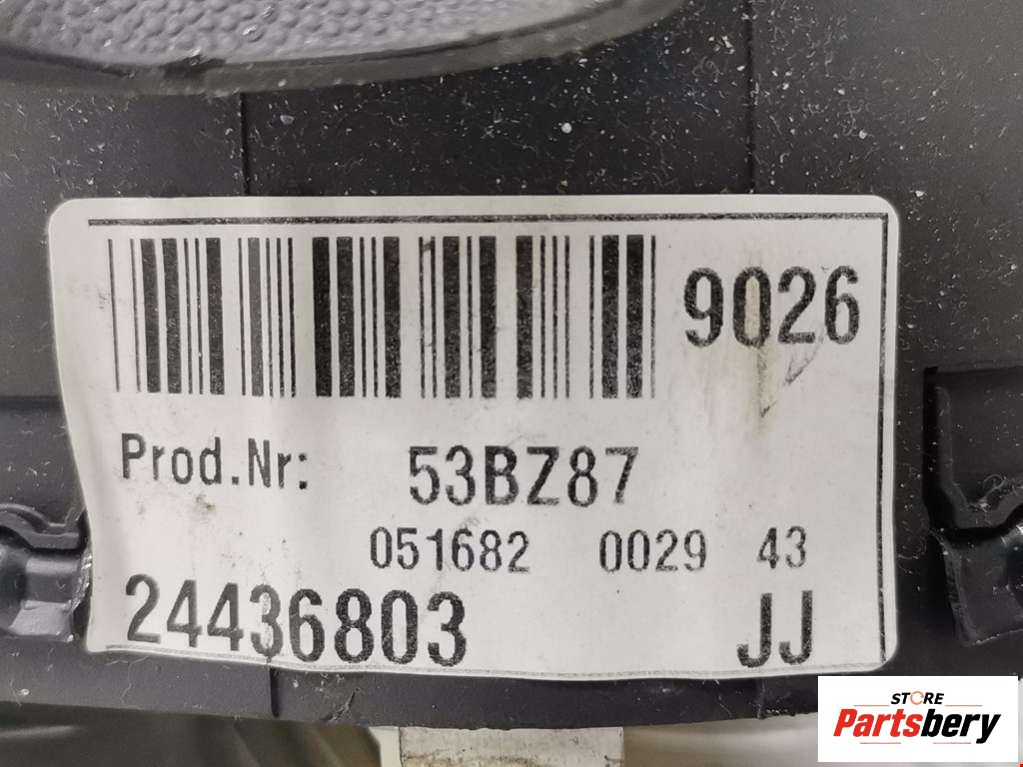 9026
Prod.Nr: 53BZ87
051682 0029 43
24436803 JJ
STORE
Partsbery